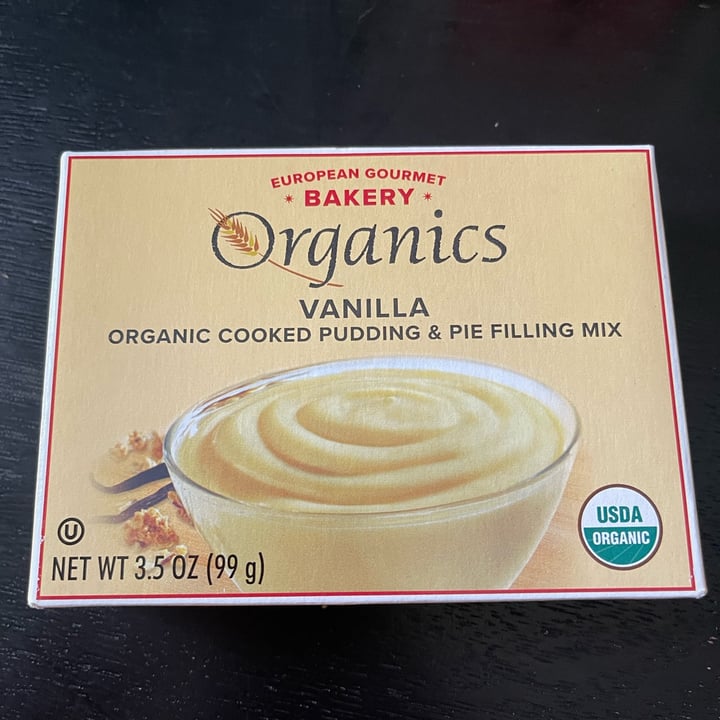 EUROPEAN GOURMET
BAKERY
Organics
VANILLA
ORGANIC COOKED PUDDING & PIE FILLING MIX
U
NET WT 3.5 OZ (99 g)
USDA
ORGANIC